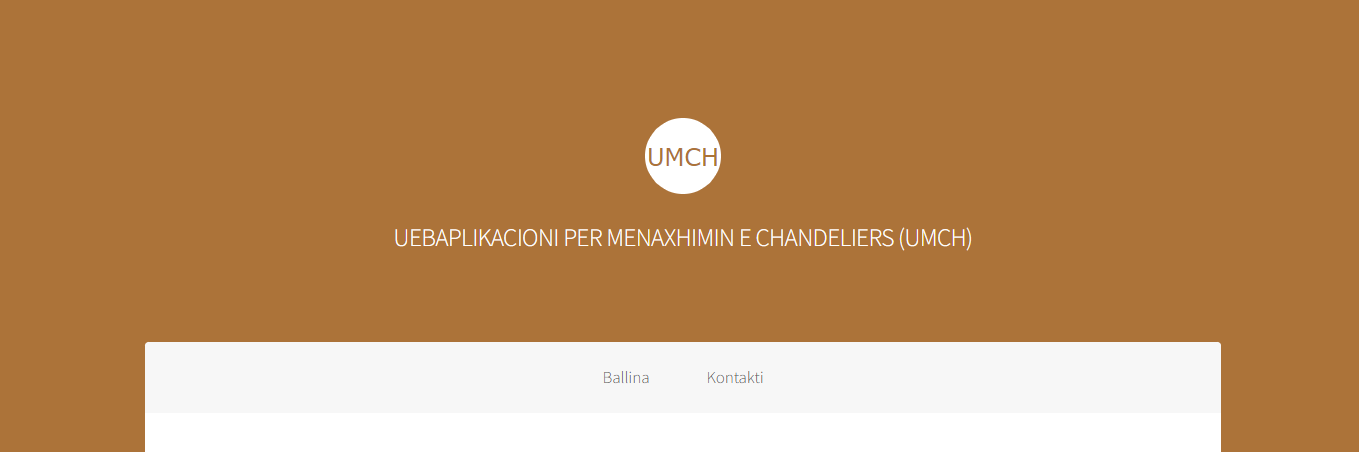 UMCH
UEBAPLIKACIONI PER MENAXHIMIN E CHANDELIERS (UMCH)
Ballina Kontakti